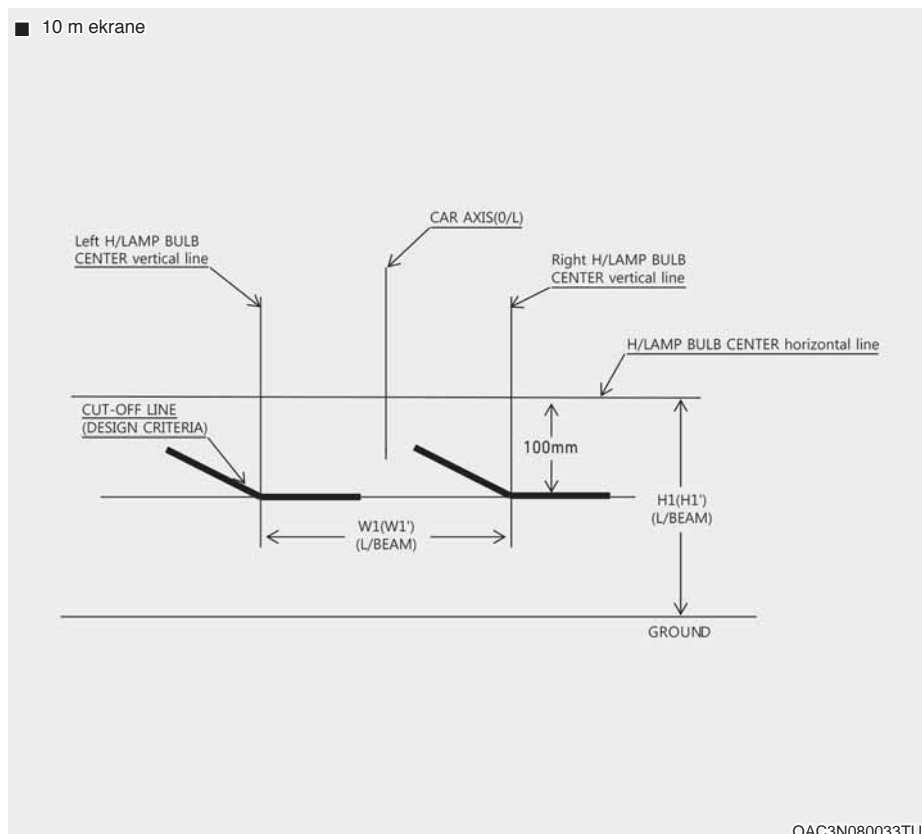 ■ 10 m ekrane
CAR AXIS(0/L)
Left H/LAMP BULB
CENTER vertical line
Right H/LAMP BULB
CENTER vertical line
H/LAMP BULB CENTER horizontal line
CUT-OFF LINE
(DESIGN CRITERIA)
100mm
H1(H1')
(L/BEAM)
W1(W1')
(L/BEAM)
GROUND
OAC3N080033TU